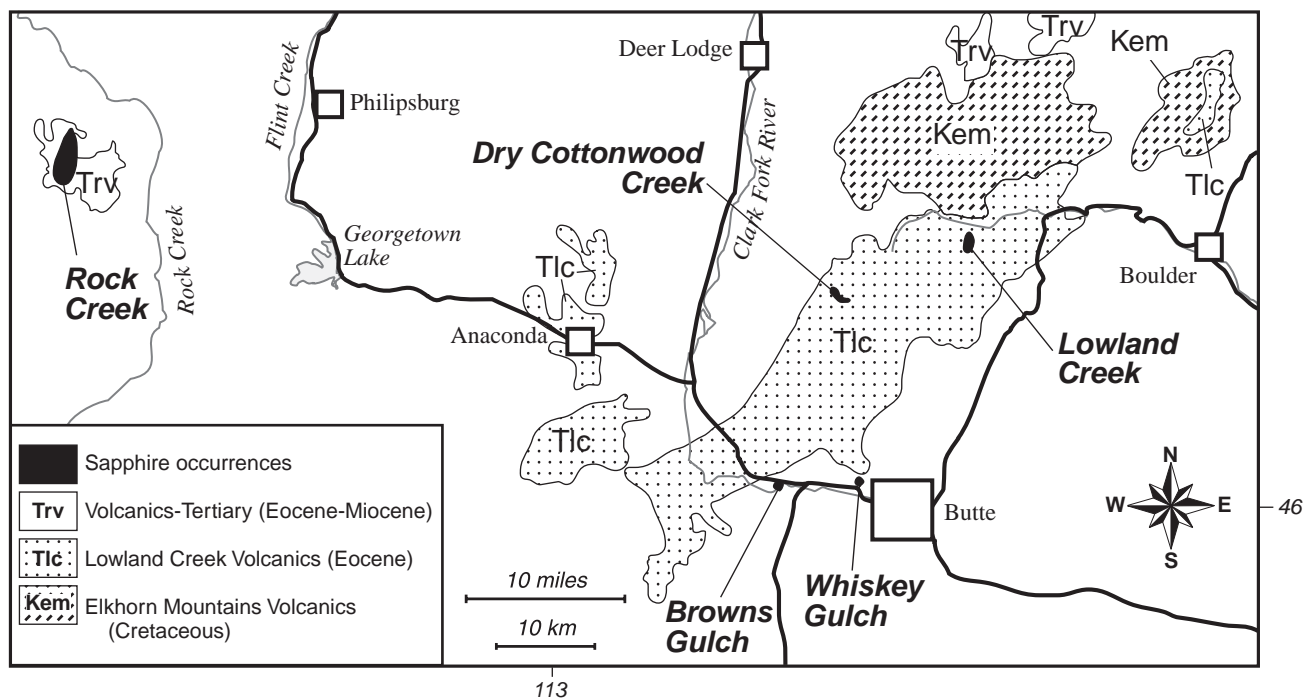 Deer Lodge
Trv
Trv
Kem
Flint Creek
Philipsburg
Kem
Dry Cottonwood
Creek
Clark Fork River
Trv
Tlc
Rock
Creek
Rock Creek
Georgetown
Lake
Tlc
Boulder
Anaconda
Tlc
Lowland
Creek
Tlc
Sapphire occurrences
Trv Volcanics-Tertiary (Eocene-Miocene)
Tlc Lowland Creek Volcanics (Eocene)
Kem Elkhorn Mountains Volcanics
(Cretaceous)
N
W E
S
46
Butte
10 miles
10 km
Browns
Gulch
Whiskey
Gulch
113